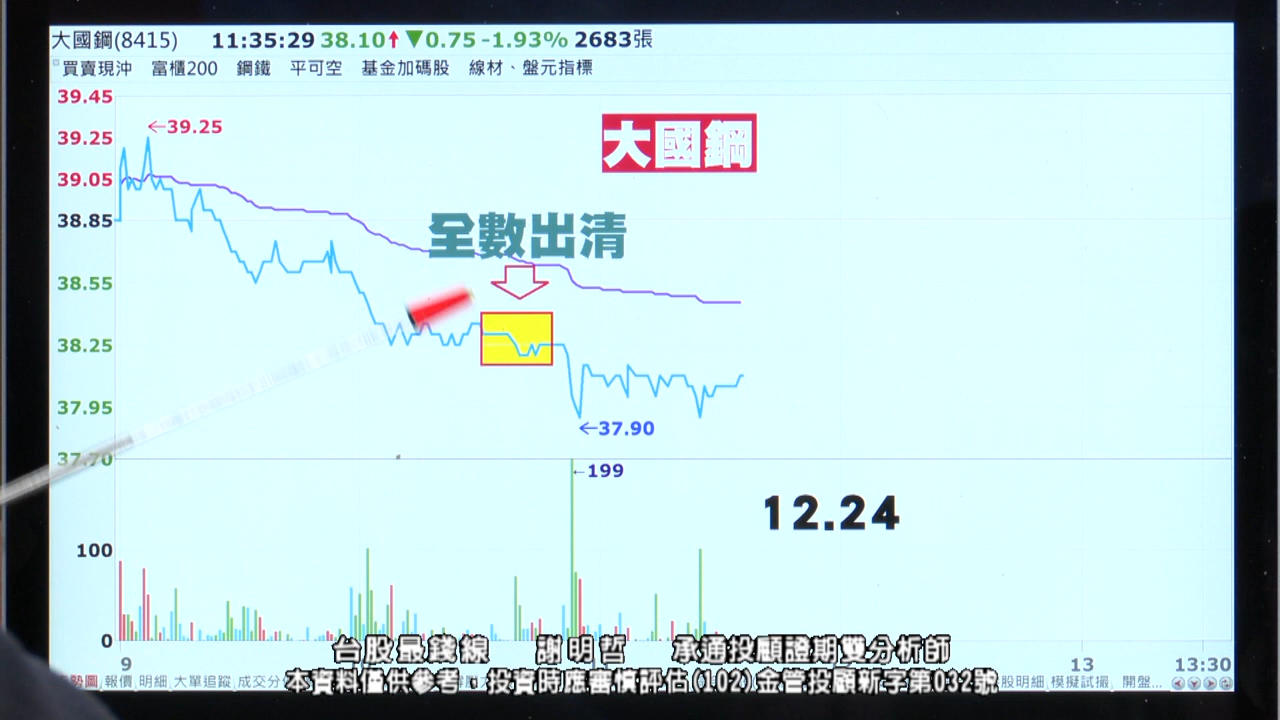 大國鋼(8415) 11:35:29 38.10↑ ▼0.75 -1.93% 2683張
買賣現沖 富櫃200 鋼鐵 平可空 基金加碼股 線材、盤元指標
39.45
←39.25
39.25
大國鋼
39.05
38.85
全數出清
38.55
38.25
37.95
←37.90
37.70
←199
12.24
100
0
台股最錢線 謝明哲 承通投顧證期雙分析師
9
13
13:30
勢圖 報價 明細 大單追蹤 成交分
股明細 模擬試撮 開盤...
本資料僅供參考，投資時應審慎評估(102)金管投顧新字第032號